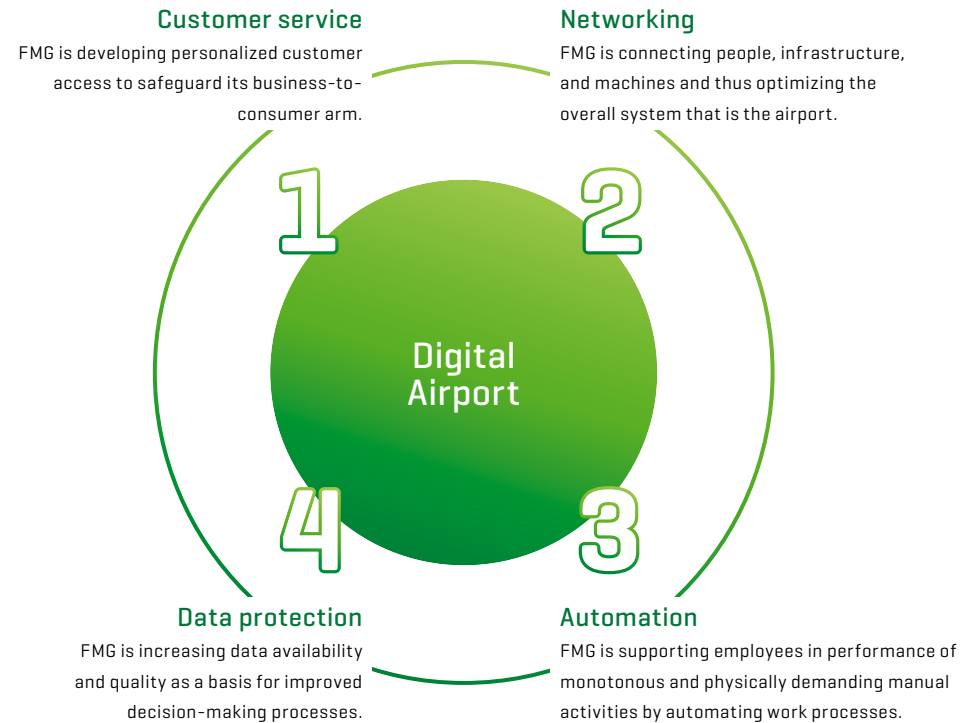 Customer service
FMG is developing personalized customer
access to safeguard its business-to-
consumer arm.
Networking
FMG is connecting people, infrastructure,
and machines and thus optimizing the
overall system that is the airport.
1
2
Digital
Airport
4
3
Data protection
FMG is increasing data availability
and quality as a basis for improved
decision-making processes.
Automation
FMG is supporting employees in performance of
monotonous and physically demanding manual
activities by automating work processes.